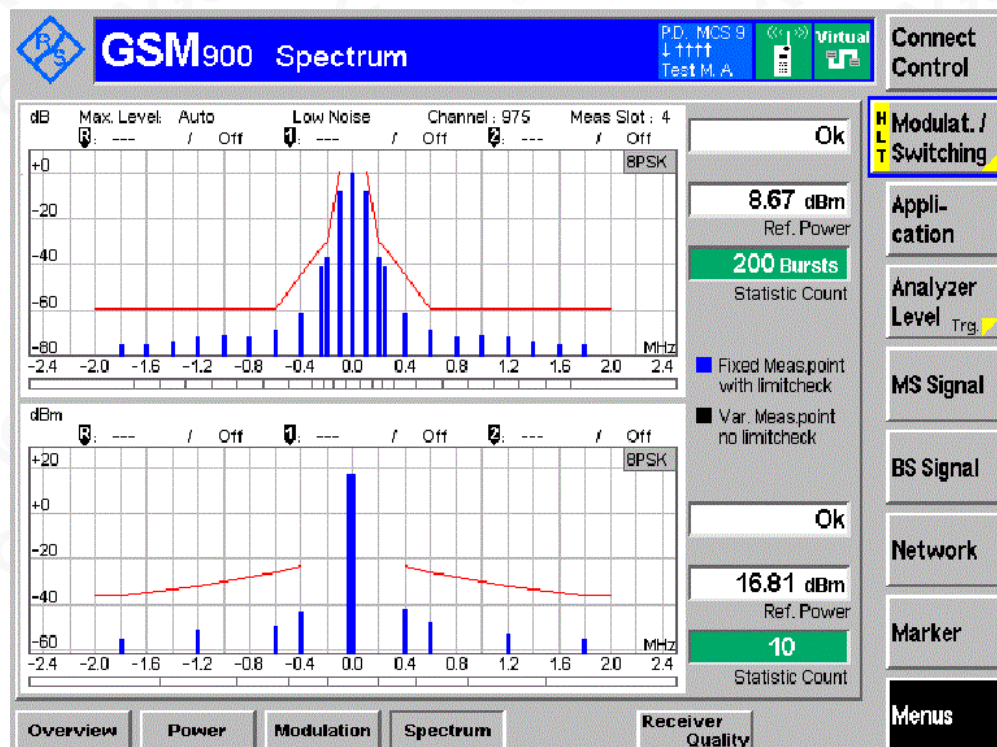 R/S
GSM900 Spectrum
P.D. MCS 9
↓ ↑↑↑↑
Test M. A
Virtual
Connect Control
H L T
Modulat. / Switching
Appli-
cation
Analyzer Level Trg.
MS Signal
BS Signal
Network
Marker
Menus
dB Max. Level: Auto Low Noise Channel : 975 Meas Slot : 4
R: --- / Off 1: --- / Off 2: --- / Off
8PSK
+0
-20
-40
-60
-80 MHz
-2.4 -2.0 -1.6 -1.2 -0.8 -0.4 0.0 0.4 0.8 1.2 1.6 2.0 2.4
Ok
8.67 dBm
Ref. Power
200 Bursts
Statistic Count
Fixed Meas.point
with limitcheck
Var. Meas.point
no limitcheck
dBm
R: --- / Off 1: --- / Off 2: --- / Off
8PSK
+20
+0
-20
-40
-60 MHz
-2.4 -2.0 -1.6 -1.2 -0.8 -0.4 0.0 0.4 0.8 1.2 1.6 2.0 2.4
Ok
16.81 dBm
Ref. Power
10
Statistic Count
Overview Power Modulation Spectrum Receiver Quality